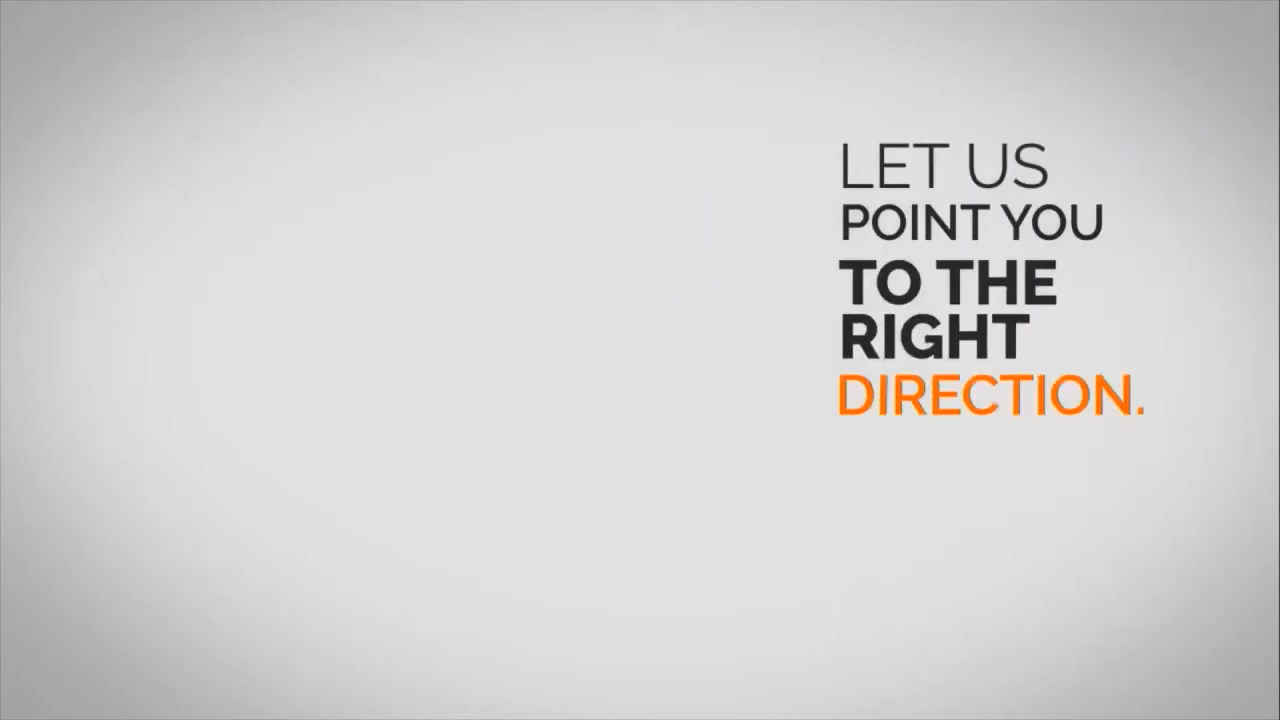 LET US
POINT YOU
TO THE
RIGHT
DIRECTION.